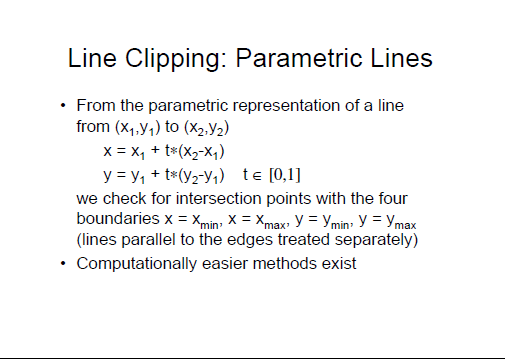 Line Clipping: Parametric Lines
• From the parametric representation of a line
from (x₁,y₁) to (x₂,y₂)
x = x₁ + t*(x₂-x₁)
y = y₁ + t*(y₂-y₁) t ∈ [0,1]
we check for intersection points with the four
boundaries x = xmin, x = xmax, y = ymin, y = ymax
(lines parallel to the edges treated separately)
• Computationally easier methods exist